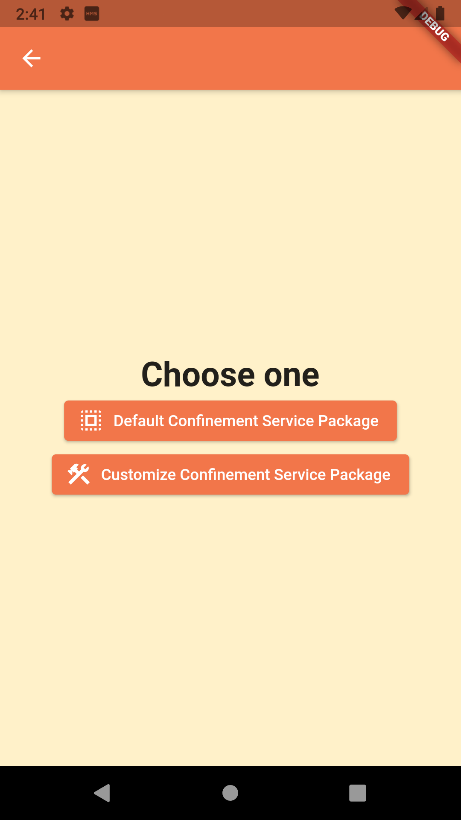 2:41
DEBUG
Choose one
Default Confinement Service Package
Customize Confinement Service Package